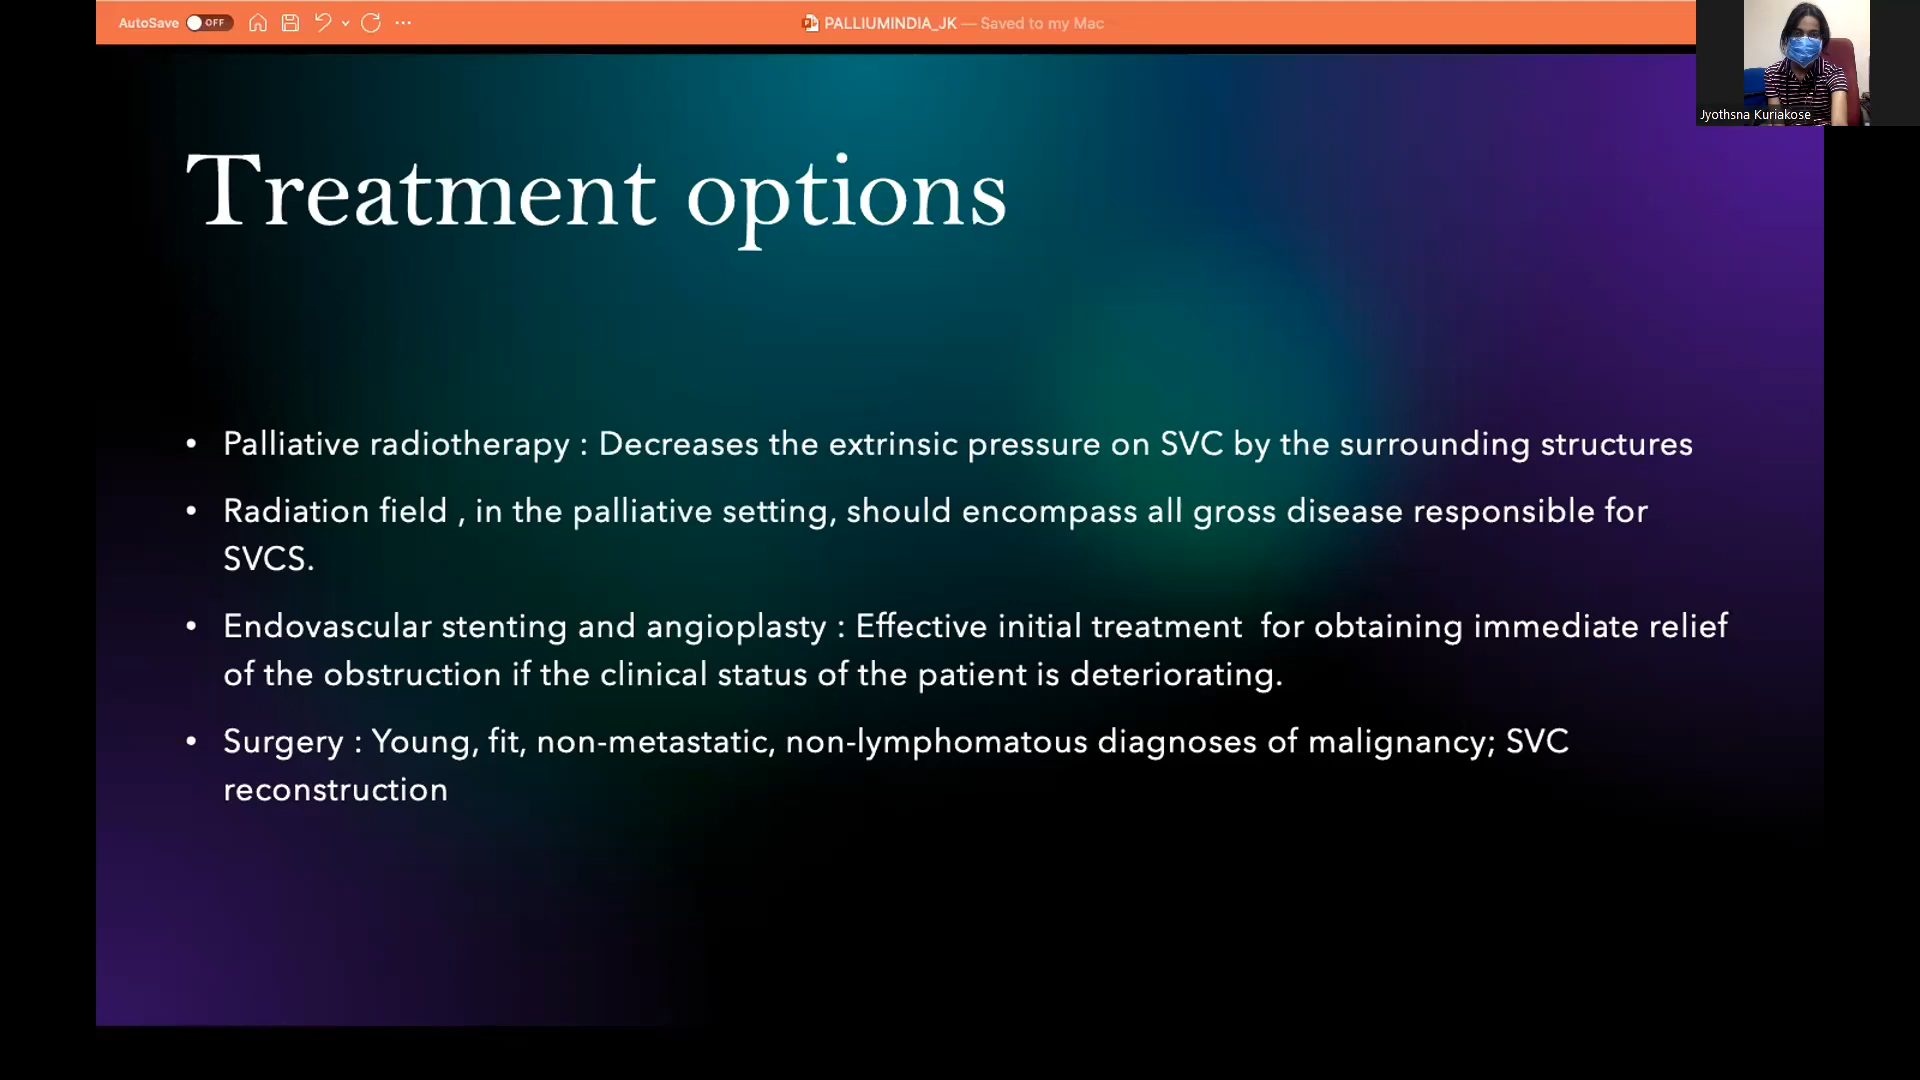 AutoSave OFF
PALLIUMINDIA_JK — Saved to my Mac
Jyothsna Kuriakose
Treatment options
• Palliative radiotherapy : Decreases the extrinsic pressure on SVC by the surrounding structures
• Radiation field , in the palliative setting, should encompass all gross disease responsible for
SVCS.
• Endovascular stenting and angioplasty : Effective initial treatment  for obtaining immediate relief
of the obstruction if the clinical status of the patient is deteriorating.
• Surgery : Young, fit, non-metastatic, non-lymphomatous diagnoses of malignancy; SVC
reconstruction